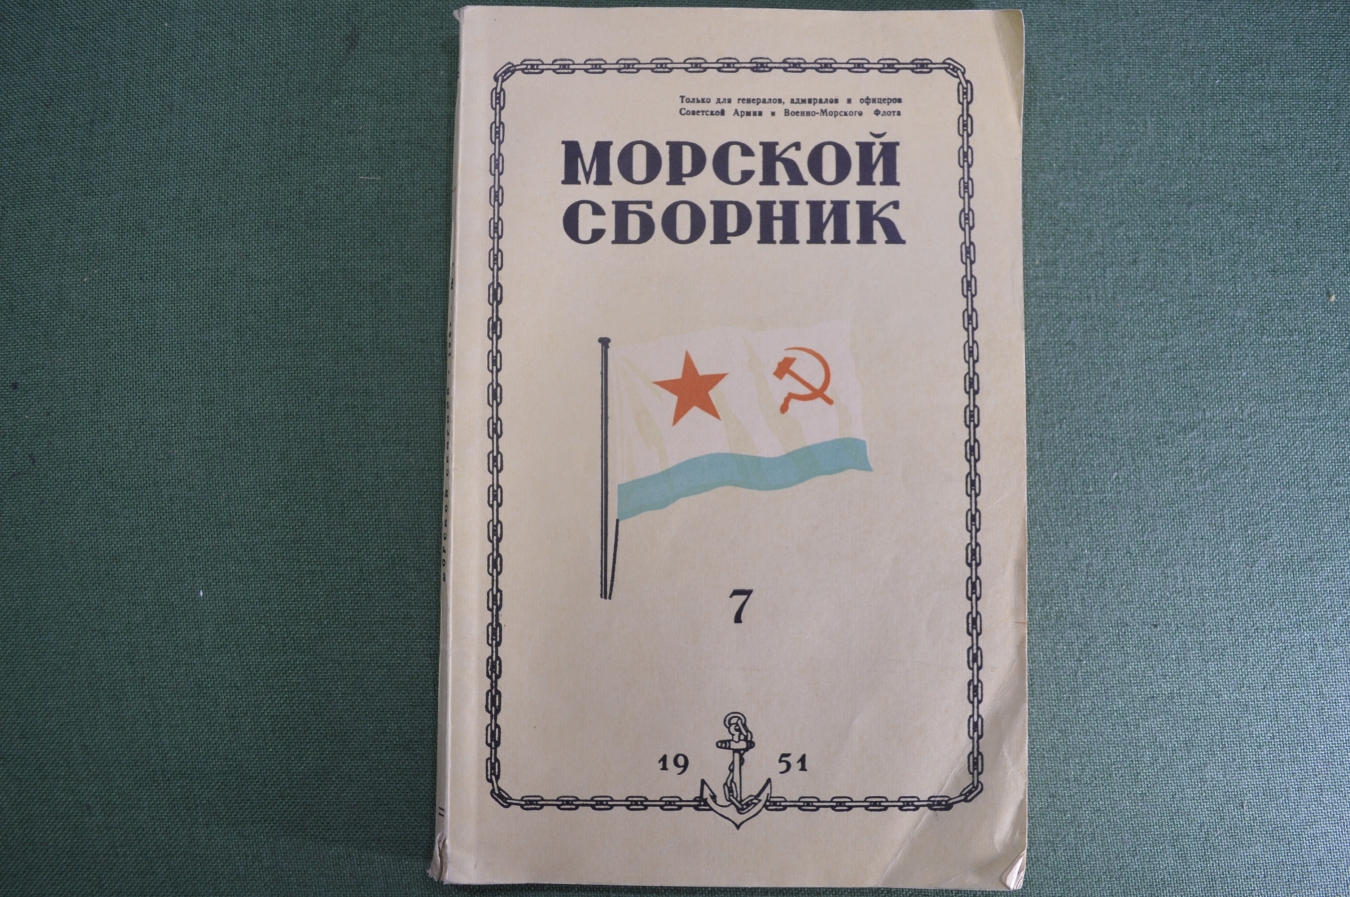 Только для генералов, адмиралов и офицеров
Советской Армии и Военно-Морского Флота
МОРСКОЙ
СБОРНИК
7
19 51